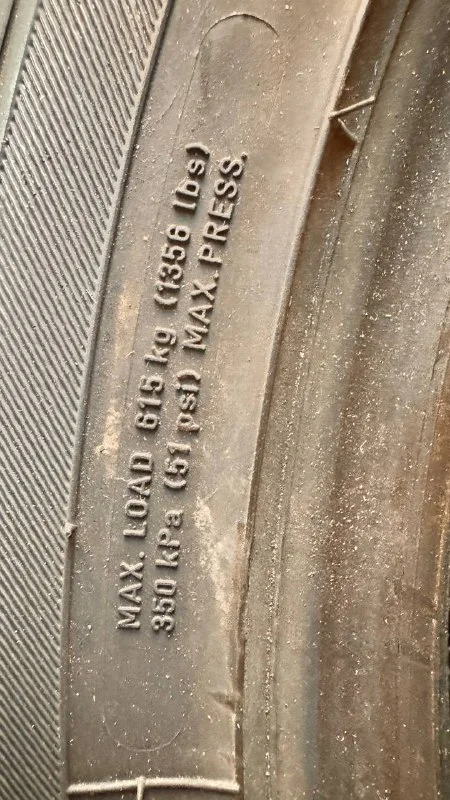 MAX. LOAD 615 kg (1356 lbs)
350 kPa (51 psi) MAX. PRESS.